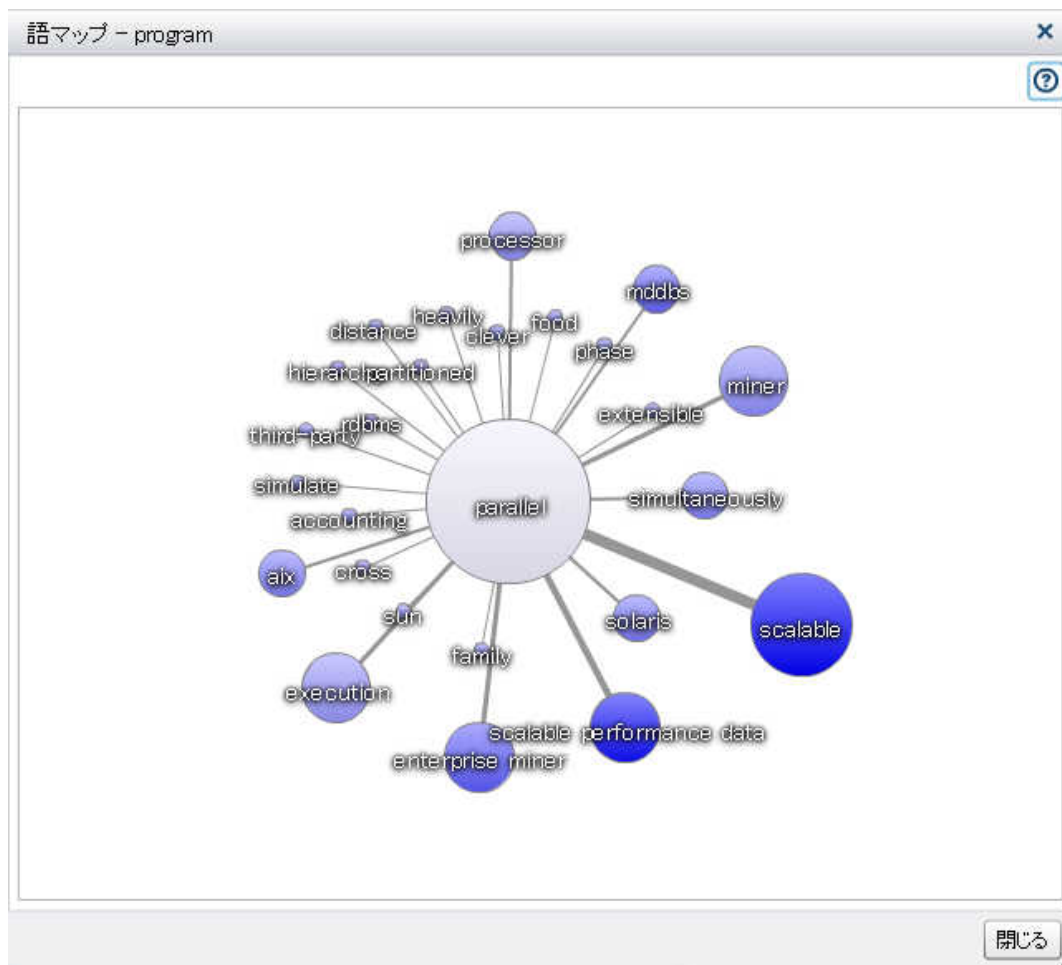 語マップ - program
processor
mddbs
heavily
food
distance
clever
phase
hierarchy
partitioned
miner
extensible
rdbms
third-party
simulate
simultaneously
parallel
accounting
cross
aix
sun
solaris
scalable
family
execution
scalable performance data
enterprise miner
閉じる